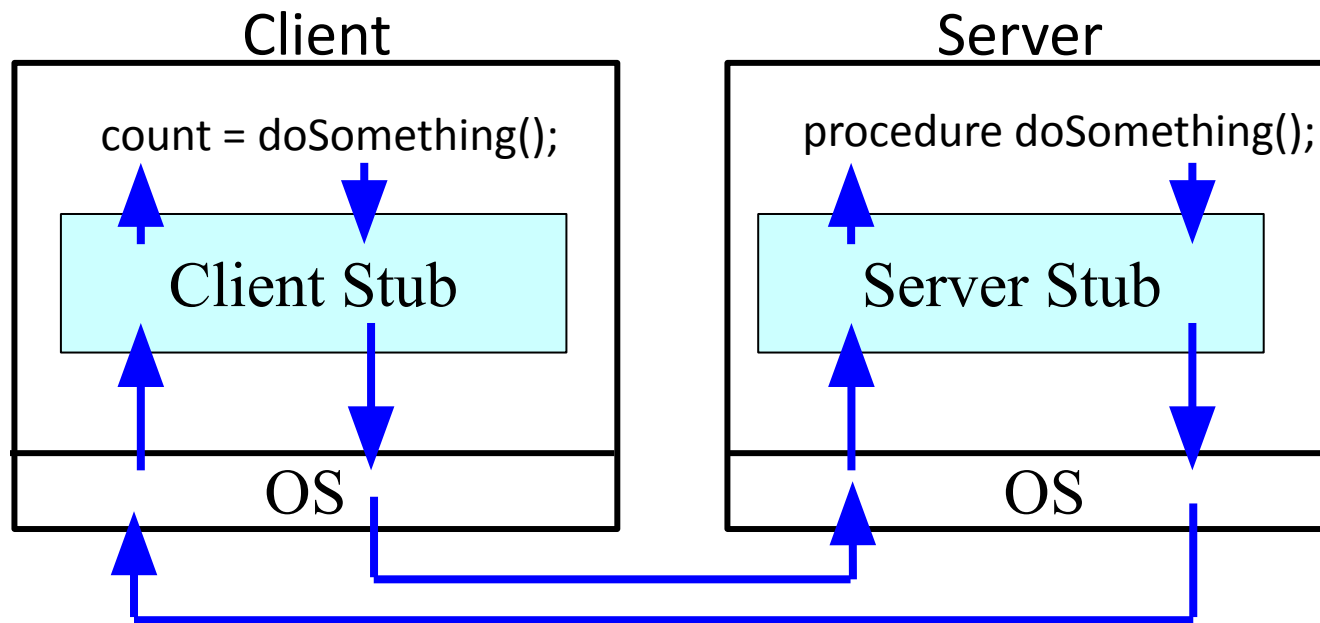 Client
Server
count = doSomething();
procedure doSomething();
Client Stub
Server Stub
OS
OS